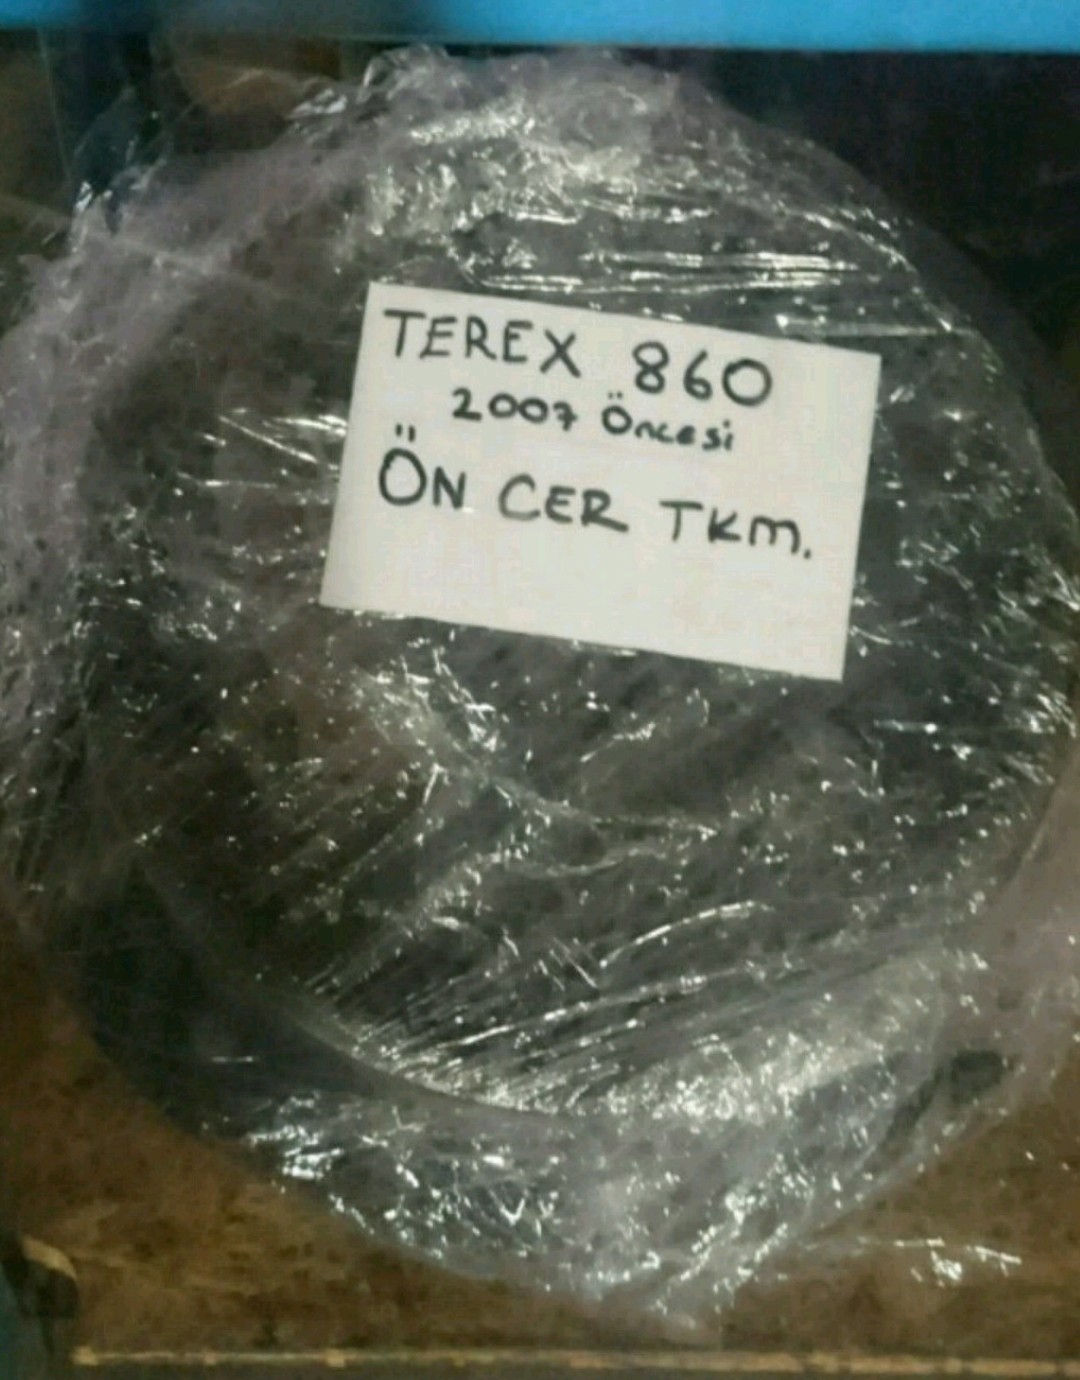 TEREX 860
2007 Öncesi
ÖN CER TKM.